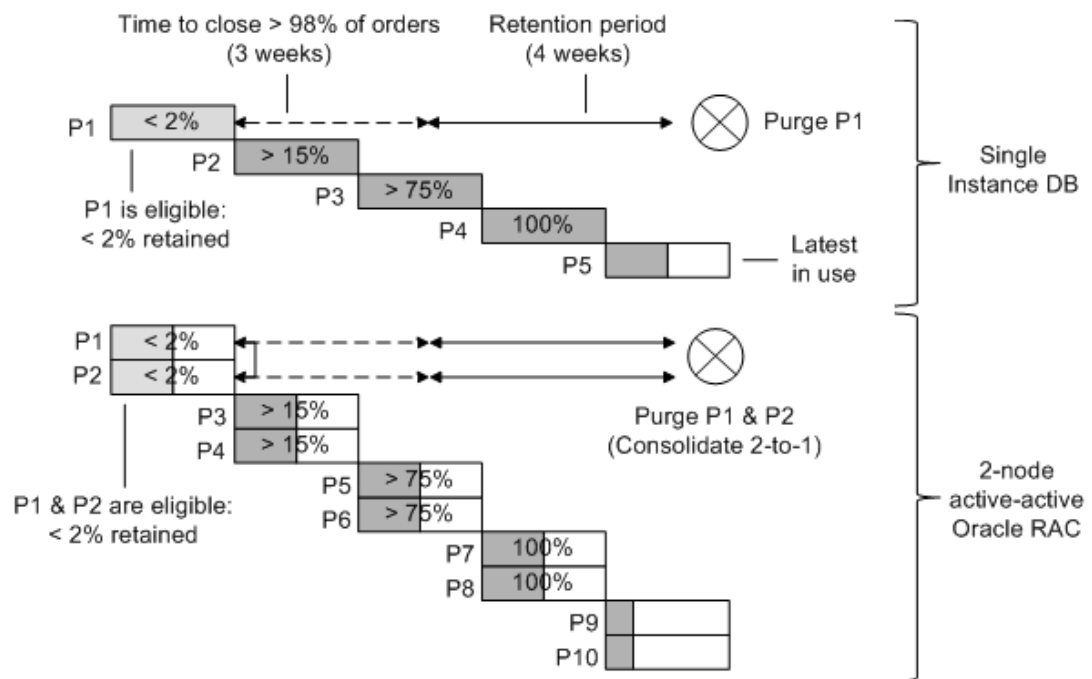 Time to close > 98% of orders
(3 weeks)
Retention period
(4 weeks)
P1
< 2%
Purge P1
P2
> 15%
P3
> 75%
P1 is eligible:
< 2% retained
P4
100%
P5
Latest
in use
Single
Instance DB
P1
< 2%
P2
< 2%
P3
> 15%
P4
> 15%
Purge P1 & P2
(Consolidate 2-to-1)
P5
> 75%
P6
> 75%
P1 & P2 are eligible:
< 2% retained
P7
100%
P8
100%
P9
P10
2-node
active-active
Oracle RAC